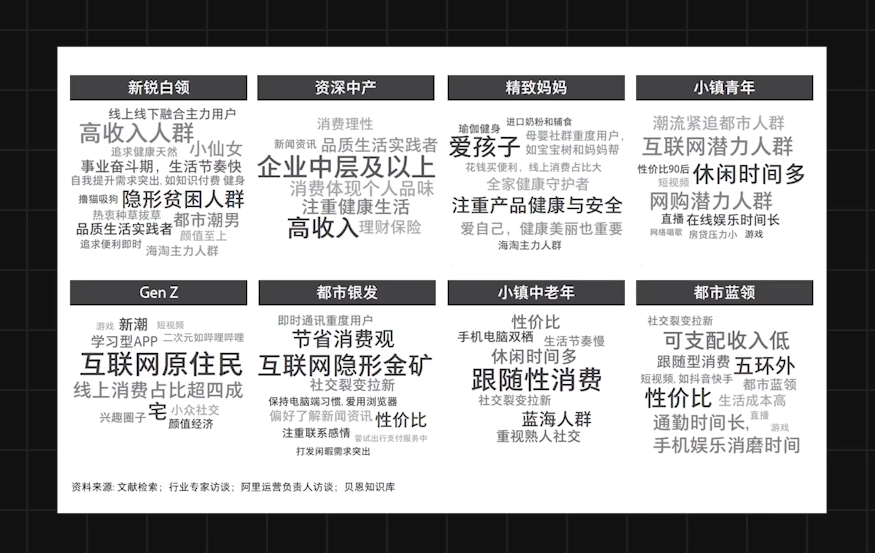 新锐白领
线上线下融合主力用户
高收入人群
追求健康天然 小仙女
事业奋斗期，生活节奏快
自我提升需求突出, 如知识付费 健身
撸猫吸狗 隐形贫困人群
热衷种草拔草 都市潮男
品质生活实践者 颜值至上
追求便利即时 海淘主力人群
资深中产
消费理性
新闻资讯 品质生活实践者
企业中层及以上
消费体现个人品味
注重健康生活
高收入 理财保险
精致妈妈
进口奶粉和辅食
瑜伽健身
爱孩子 母婴社群重度用户,
如宝宝树和妈妈帮
花钱买便利，线上消费占比大
全家健康守护者
注重产品健康与安全
爱自己，健康美丽也重要
海淘主力人群
小镇青年
潮流紧追都市人群
互联网潜力人群
性价比90后 休闲时间多
短视频
网购潜力人群
直播 在线娱乐时间长
网络唱歌 房贷压力小 游戏
Gen Z
游戏 新潮 短视频
学习型APP 二次元如哔哩哔哩
互联网原住民
线上消费占比超四成
兴趣圈子 宅 小众社交
颜值经济
都市银发
即时通讯重度用户
节省消费观
互联网隐形金矿
社交裂变拉新
保持电脑端习惯, 爱用浏览器
偏好了解新闻资讯 性价比
注重联系感情 尝试出行支付服务中
打发闲暇需求突出
小镇中老年
性价比
手机电脑双栖 生活节奏慢
休闲时间多
跟随性消费
社交裂变拉新
蓝海人群
重视熟人社交
都市蓝领
社交裂变拉新
可支配收入低
跟随型消费 五环外
短视频, 如抖音快手 都市蓝领
性价比 生活成本高
通勤时间长, 直播
游戏
手机娱乐消磨时间
资料来源: 文献检索；行业专家访谈；阿里运营负责人访谈；贝恩知识库